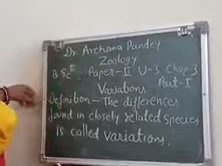 Dr. Archana Pandey
Zoology
B.Sc II Paper-II U-3 Chap-3
Part-I
Variations
Definition - The differences
found in closely related species
is called variation.